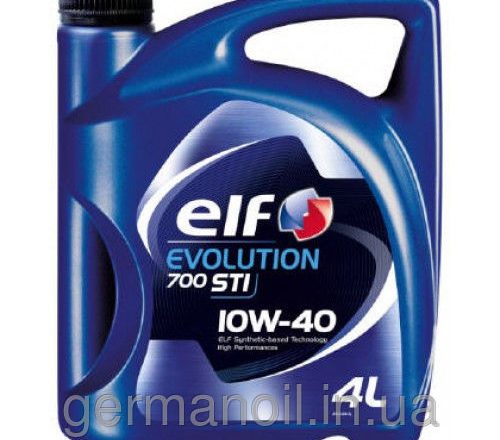 elf
EVOLUTION
700 STI
10W-40
ELF Synthetic-based Technology
High Performances
4L
germanoil.in.ua